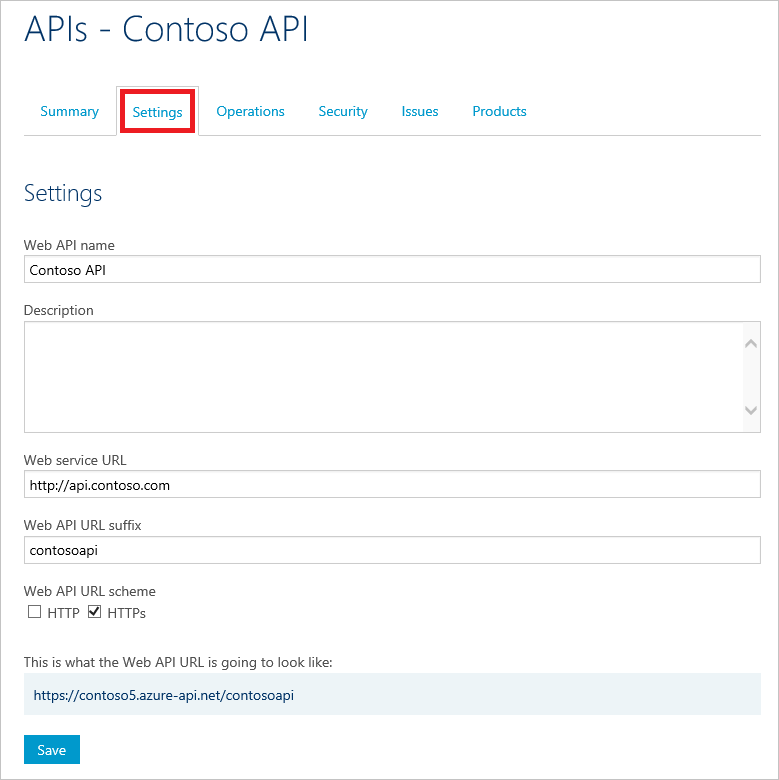 APIs - Contoso API
Summary Settings Operations Security Issues Products
Settings
Web API name
Contoso API
Description
Web service URL
http://api.contoso.com
Web API URL suffix
contosoapi
Web API URL scheme
HTTP HTTPs
This is what the Web API URL is going to look like:
https://contoso5.azure-api.net/contosoapi
Save